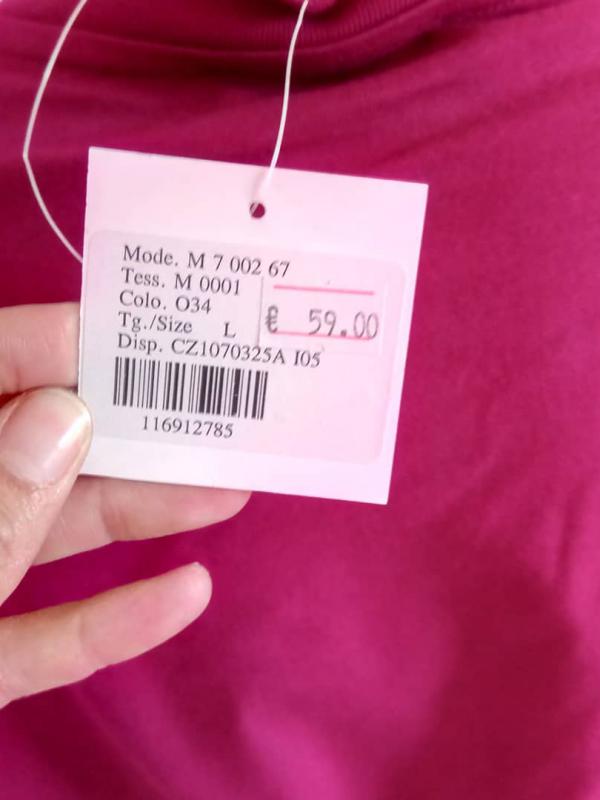 Mode. M 7 002 67
Tess. M 0001
Colo. O34
Tg./Size L
€ 59.00
Disp. CZ1070325A I05
116912785